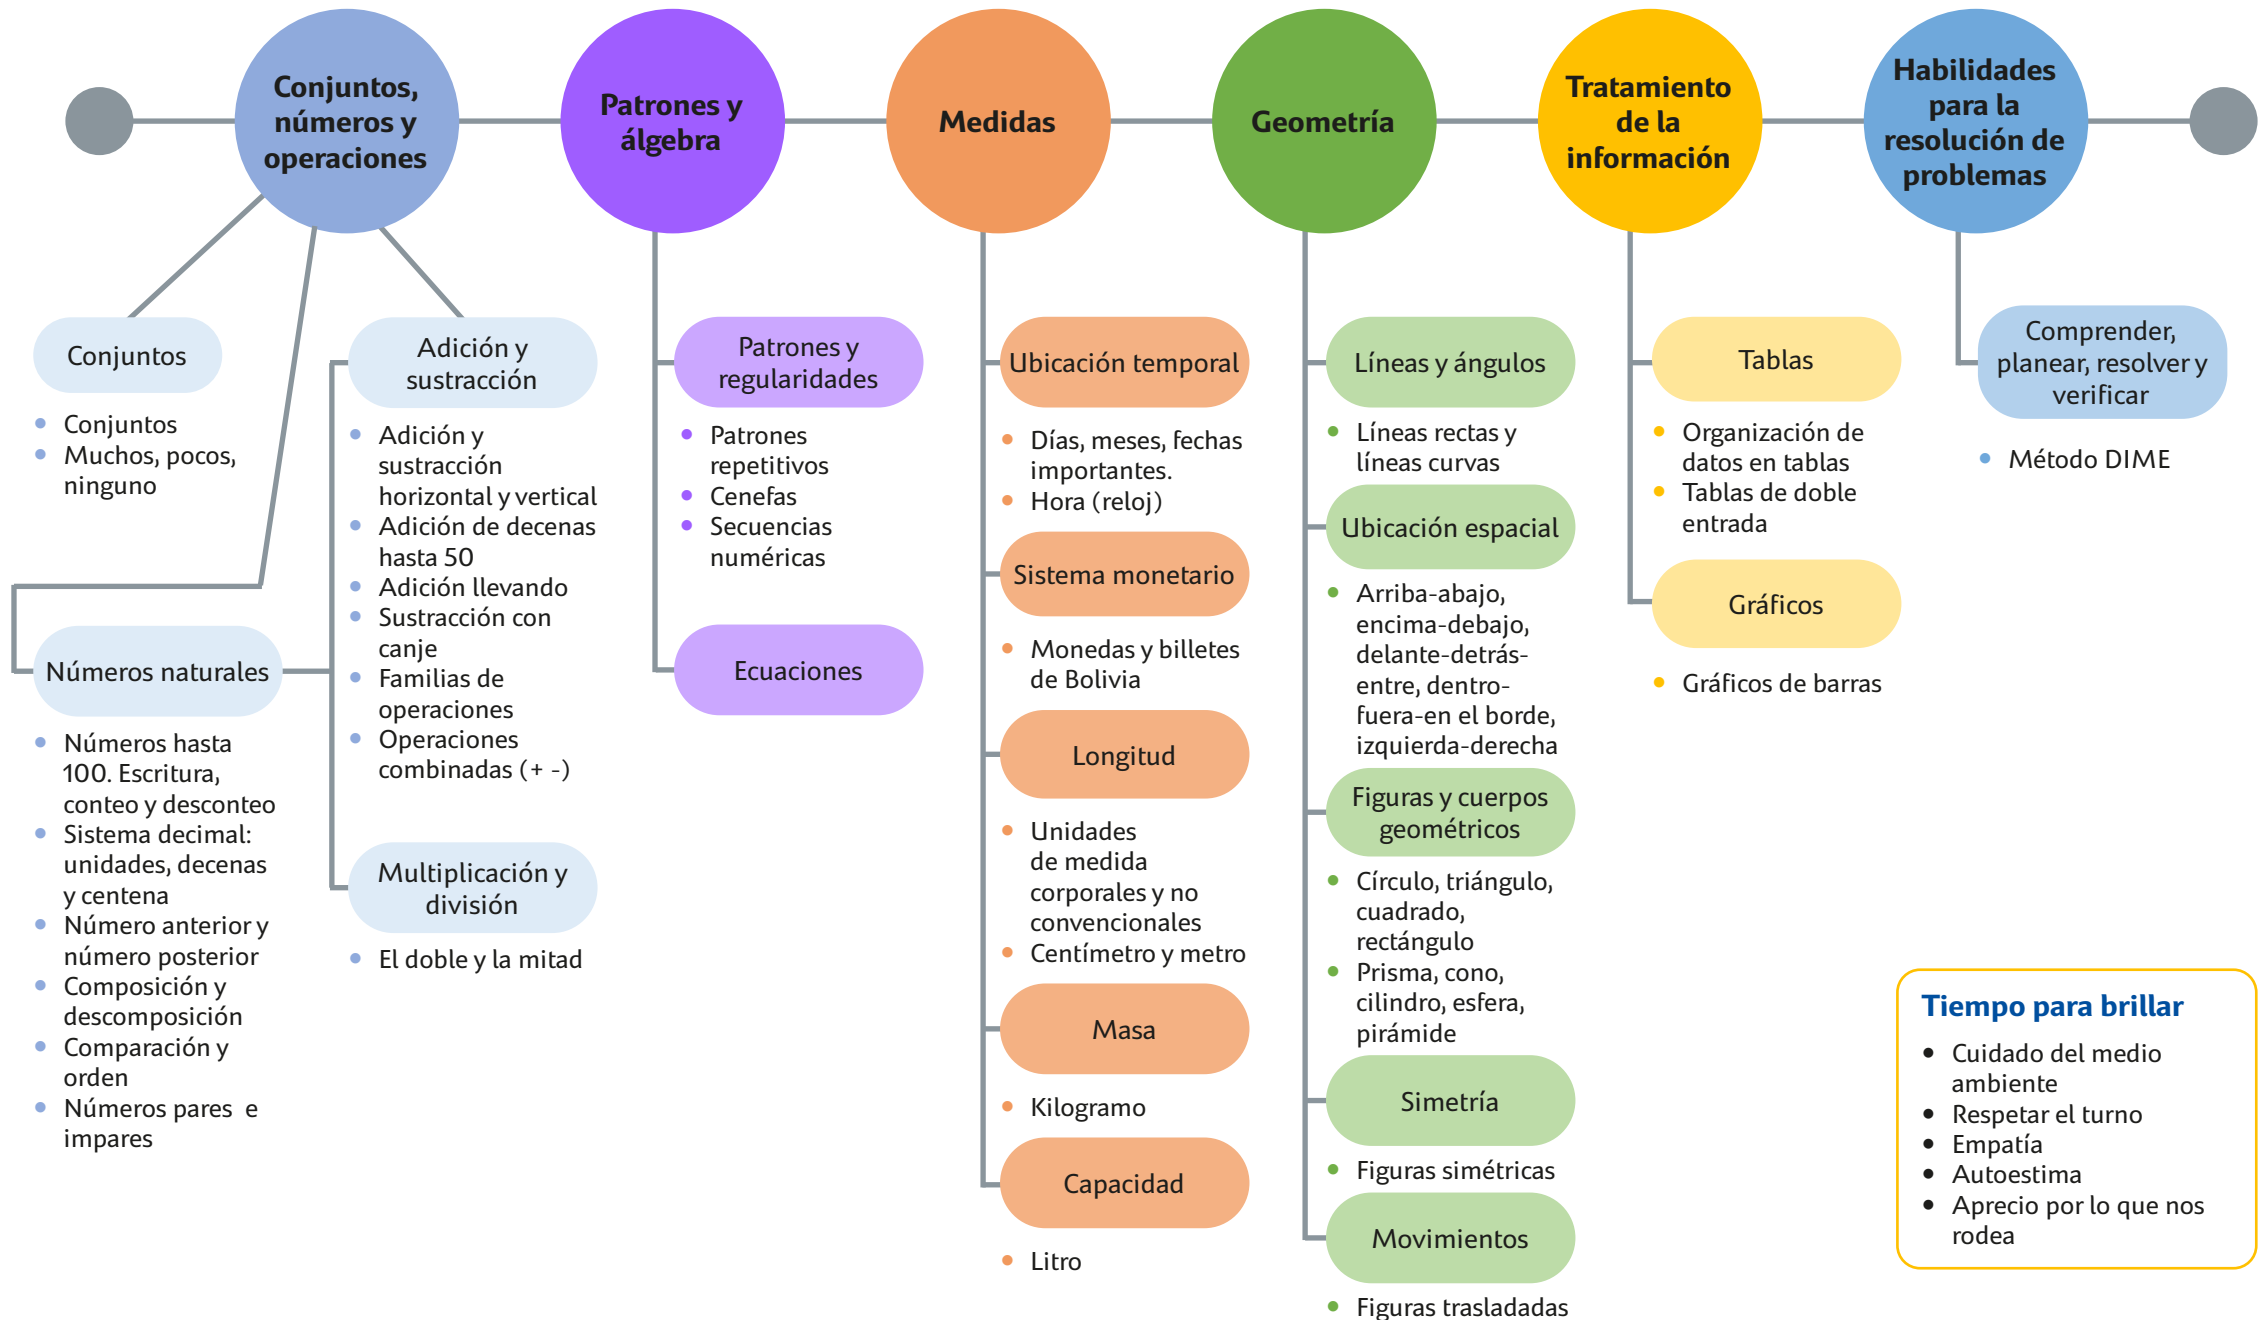 Conjuntos,
números y
operaciones
Patrones y
álgebra
Medidas
Geometría
Tratamiento
de la
información
Habilidades
para la
resolución de
problemas
Conjuntos
• Conjuntos
• Muchos, pocos,
ninguno
Números naturales
• Números hasta
100. Escritura,
conteo y desconteo
• Sistema decimal:
unidades, decenas
y centena
• Número anterior y
número posterior
• Composición y
descomposición
• Comparación y
orden
• Números pares e
impares
Adición y
sustracción
• Adición y
sustracción
horizontal y vertical
• Adición de decenas
hasta 50
• Adición llevando
• Sustracción con
canje
• Familias de
operaciones
• Operaciones
combinadas (+ -)
Multiplicación y
división
• El doble y la mitad
Patrones y
regularidades
• Patrones
repetitivos
• Cenefas
• Secuencias
numéricas
Ecuaciones
Ubicación temporal
• Días, meses, fechas
importantes.
• Hora (reloj)
Sistema monetario
• Monedas y billetes
de Bolivia
Longitud
• Unidades
de medida
corporales y no
convencionales
• Centímetro y metro
Masa
• Kilogramo
Capacidad
• Litro
Líneas y ángulos
• Líneas rectas y
líneas curvas
Ubicación espacial
• Arriba-abajo,
encima-debajo,
delante-detrás-
entre, dentro-
fuera-en el borde,
izquierda-derecha
Figuras y cuerpos
geométricos
• Círculo, triángulo,
cuadrado,
rectángulo
• Prisma, cono,
cilindro, esfera,
pirámide
Simetría
• Figuras simétricas
Movimientos
• Figuras trasladadas
Tablas
• Organización de
datos en tablas
• Tablas de doble
entrada
Gráficos
• Gráficos de barras
Comprender,
planear, resolver y
verificar
• Método DIME
Tiempo para brillar
• Cuidado del medio
ambiente
• Respetar el turno
• Empatía
• Autoestima
• Aprecio por lo que nos
rodea